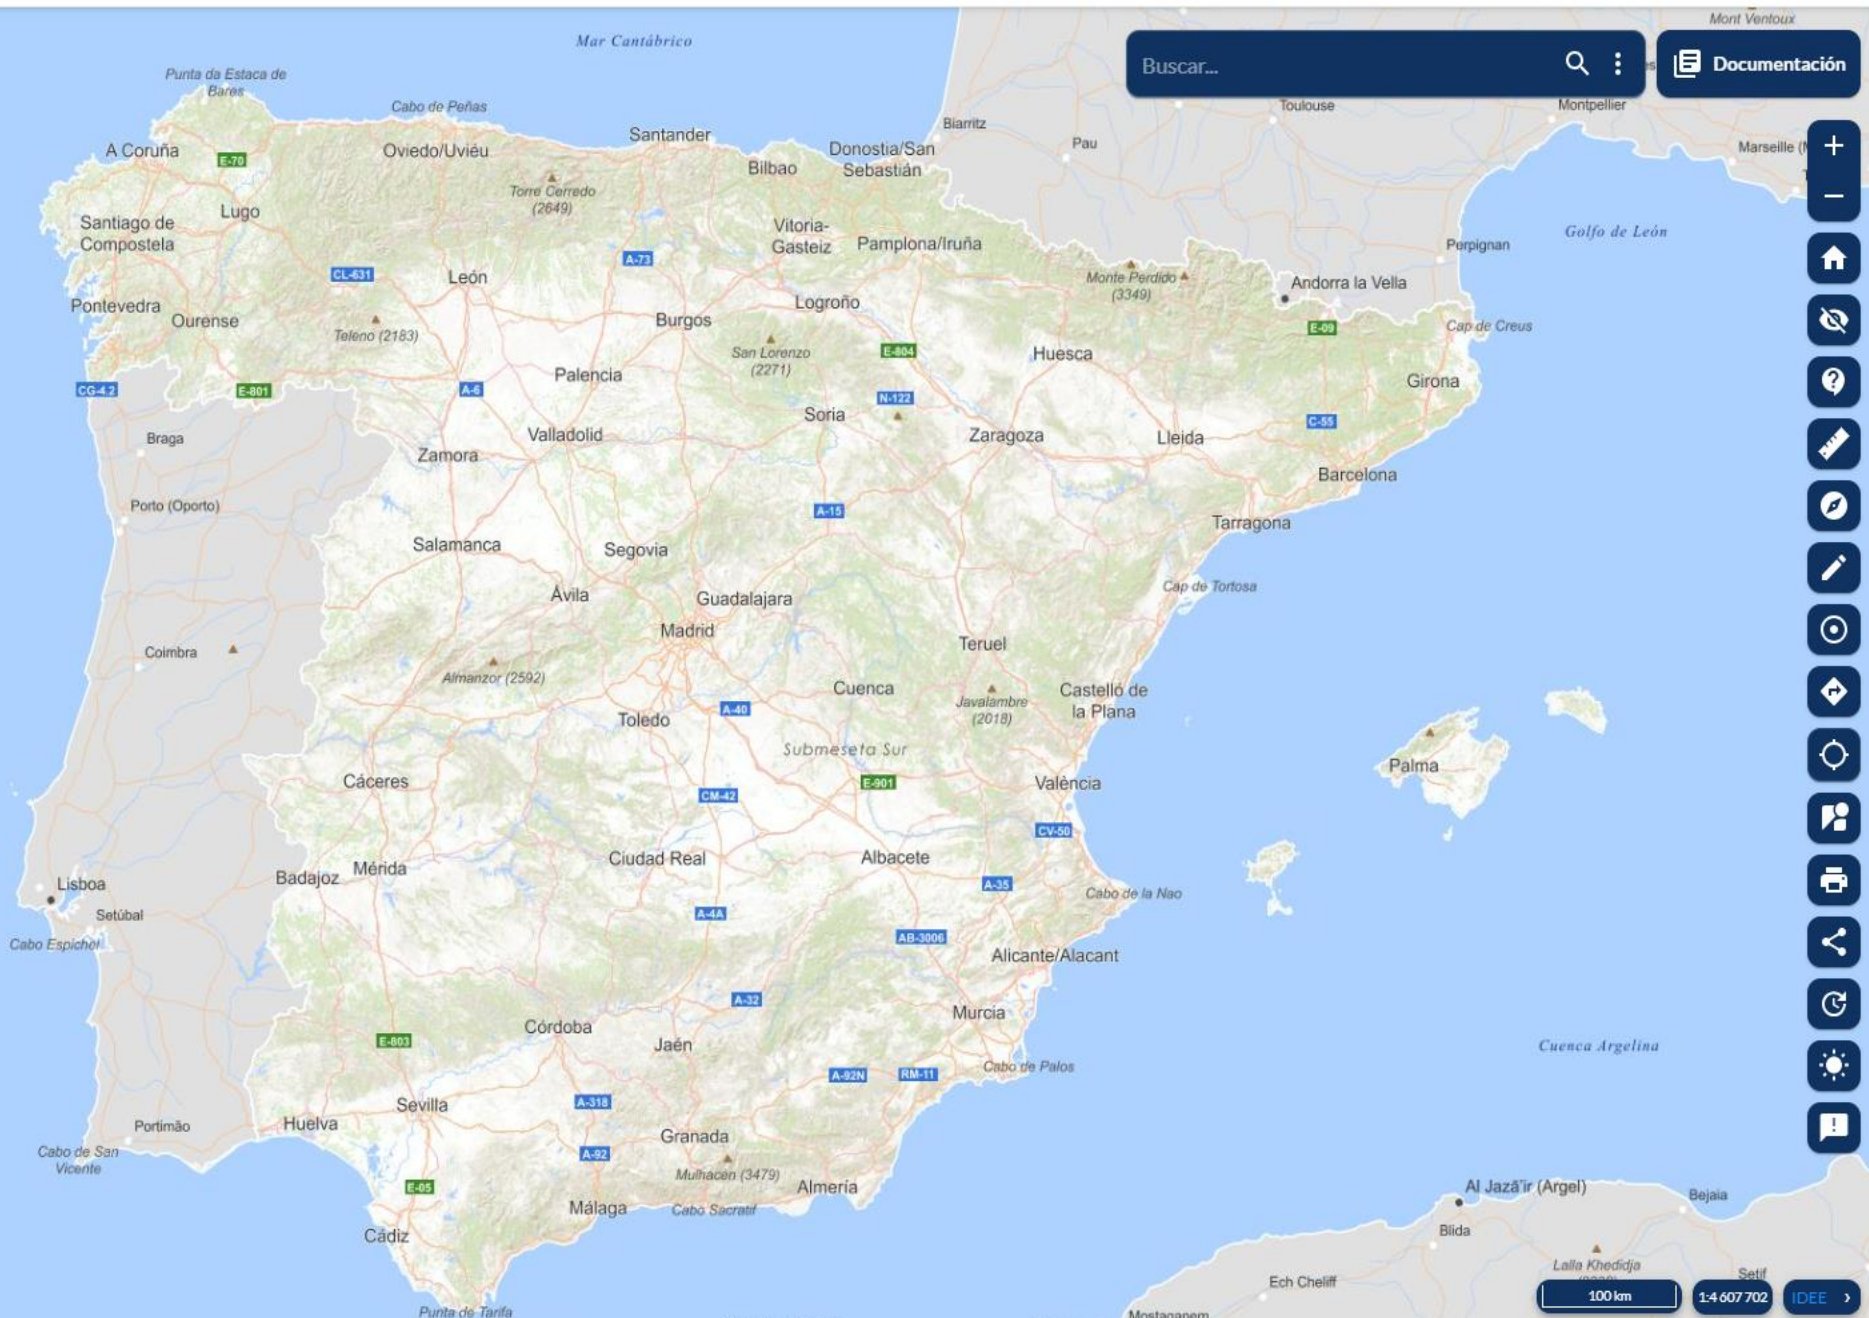 Mont Ventoux
Mar Cantábrico
Buscar...
Documentación
Punta da Estaca de
Bares
Cabo de Peñas
Toulouse
Montpellier
Biarritz
Santander
A Coruña
Oviedo/Uviéu
Donostia/San
Sebastián
Pau
Marseille
E-70
Bilbao
Torre Cerredo
(2649)
Lugo
Santiago de
Compostela
Vitoria-
Gasteiz
Pamplona/Iruña
Golfo de León
Perpignan
A-73
CL-631
León
Monte Perdido
(3349)
Andorra la Vella
Pontevedra
Ourense
Logroño
Burgos
Teleno (2183)
E-09
Cap de Creus
San Lorenzo
(2271)
E-804
Huesca
Palencia
Girona
CG-4.2
E-801
A-6
N-122
Soria
C-55
Braga
Valladolid
Zaragoza
Lleida
Zamora
Barcelona
Porto (Oporto)
A-15
Tarragona
Salamanca
Segovia
Cap de Tortosa
Ávila
Guadalajara
Madrid
Teruel
Coimbra
Almanzor (2592)
Cuenca
Castelló de
la Plana
Javalambre
(2018)
Toledo
A-40
Submeseta Sur
Palma
Cáceres
E-901
València
CM-42
CV-50
Ciudad Real
Albacete
Mérida
Badajoz
Lisboa
A-35
Cabo de la Nao
Setúbal
A-4A
Cabo Espichel
AB-3006
Alicante/Alacant
A-32
Murcia
Córdoba
E-803
Jaén
Cuenca Argelina
Cabo de Palos
A-92N
RM-11
Sevilla
A-318
Huelva
Portimão
Granada
Cabo de San
Vicente
A-92
Mulhacén (3479)
E-05
Almería
Al Jazā'ir (Argel)
Bejaia
Málaga
Cabo Sacratif
Cádiz
Blida
Lalla Khedidja
Ech Cheliff
Setif
100 km
1:4 607 702
IDEE
Punta de Tarifa
Mostaganem